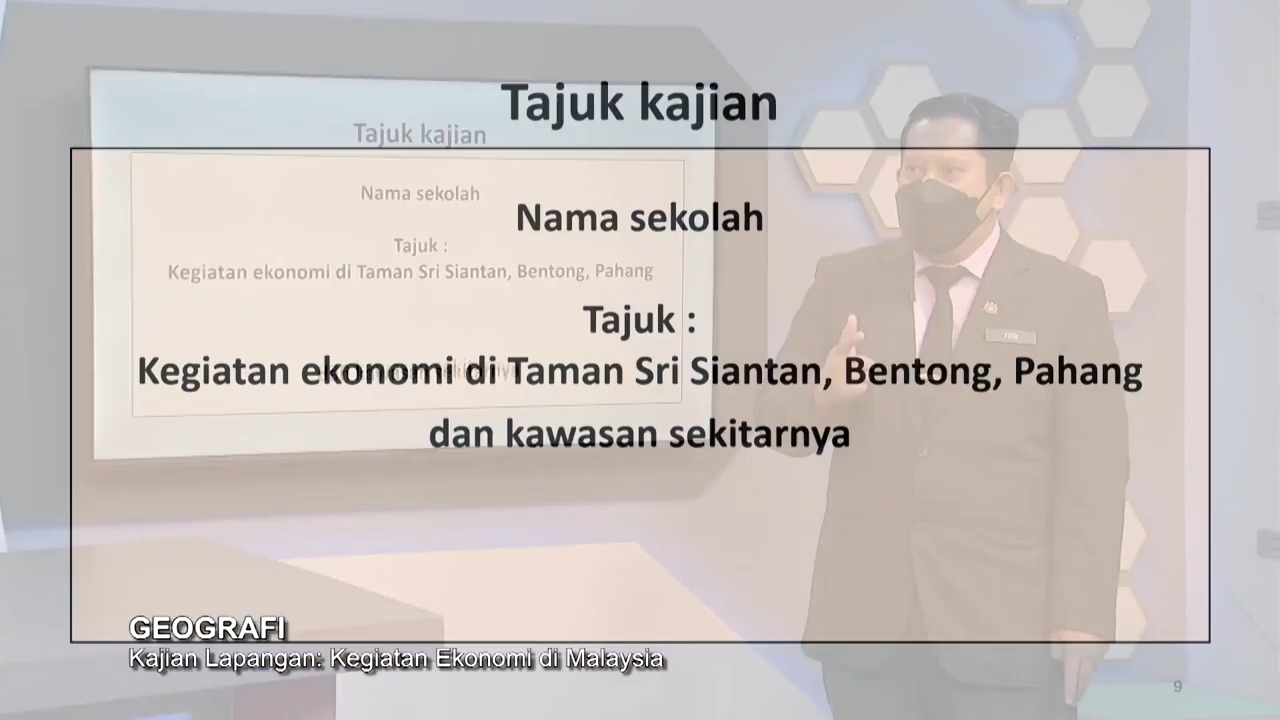 Tajuk kajian
Nama sekolah
Tajuk :
Kegiatan ekonomi di Taman Sri Siantan, Bentong, Pahang
dan kawasan sekitarnya
Tajuk kajian
Nama sekolah
Tajuk :
Kegiatan ekonomi di Taman Sri Siantan, Bentong, Pahang
GEOGRAFI
Kajian Lapangan: Kegiatan Ekonomi di Malaysia
9